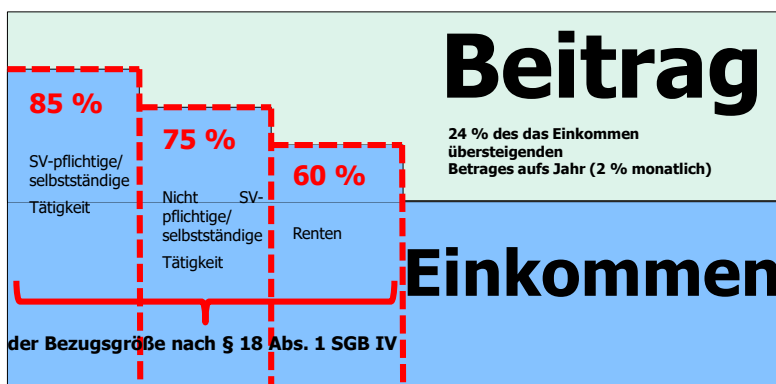 Beitrag
24 % des das Einkommen
übersteigenden
Betrages aufs Jahr (2 % monatlich)
85 %
SV-pflichtige/
selbstständige
Tätigkeit
75 %
Nicht SV-
pflichtige/
selbstständige
Tätigkeit
60 %
Renten
Einkommen
der Bezugsgröße nach § 18 Abs. 1 SGB IV